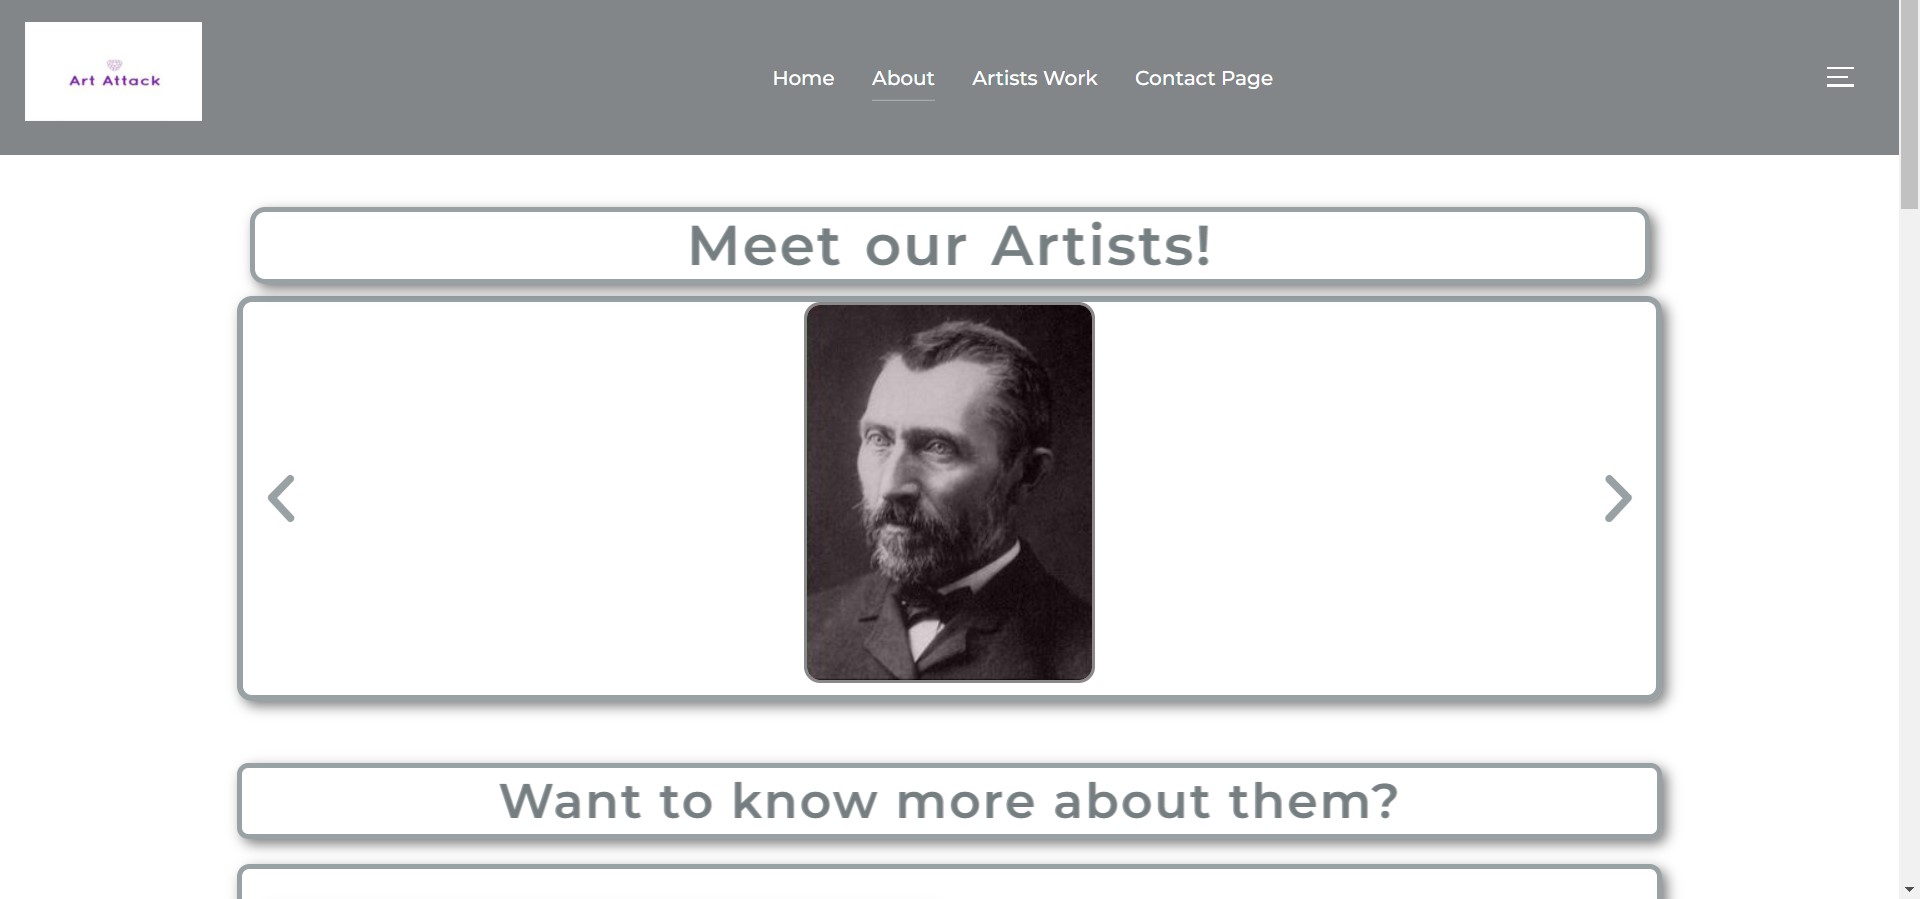 Art Attack
Home About Artists Work Contact Page
Meet our Artists!
Want to know more about them?